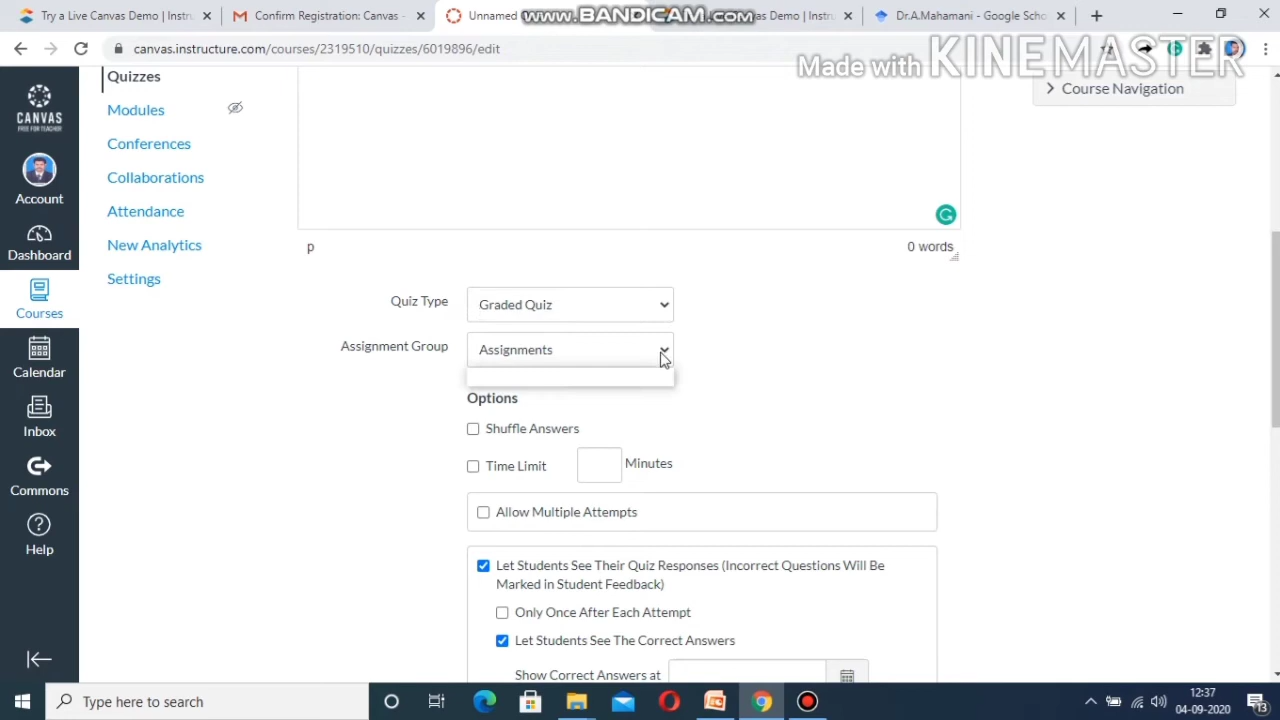 Try a Live Canvas Demo | Instru
Confirm Registration: Canvas -
Unnamed
www.BANDICAM.com
as Demo | Instru
Dr.A.Mahamani - Google Scho
canvas.instructure.com/courses/2319510/quizzes/6019896/edit
Made with KINEMASTER
CANVAS
FREE FOR TEACHER
Account
Dashboard
Courses
Calendar
Inbox
Commons
Help
Quizzes
Modules
Conferences
Collaborations
Attendance
New Analytics
Settings
Course Navigation
p
0 words
Quiz Type
Graded Quiz
Assignment Group
Assignments
Options
Shuffle Answers
Time Limit
Minutes
Allow Multiple Attempts
Let Students See Their Quiz Responses (Incorrect Questions Will Be
Marked in Student Feedback)
Only Once After Each Attempt
Let Students See The Correct Answers
Show Correct Answers at
Type here to search
12:37
04-09-2020
13